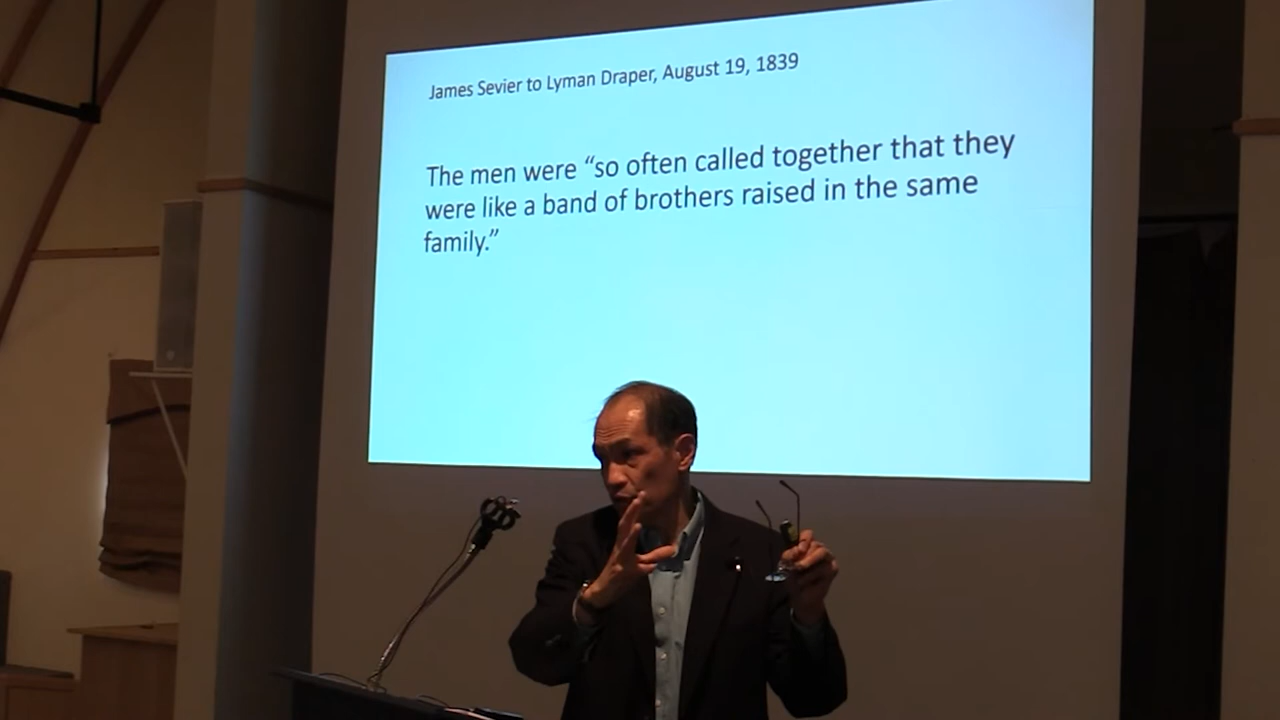 James Sevier to Lyman Draper, August 19, 1839
The men were “so often called together that they
were like a band of brothers raised in the same
family.”